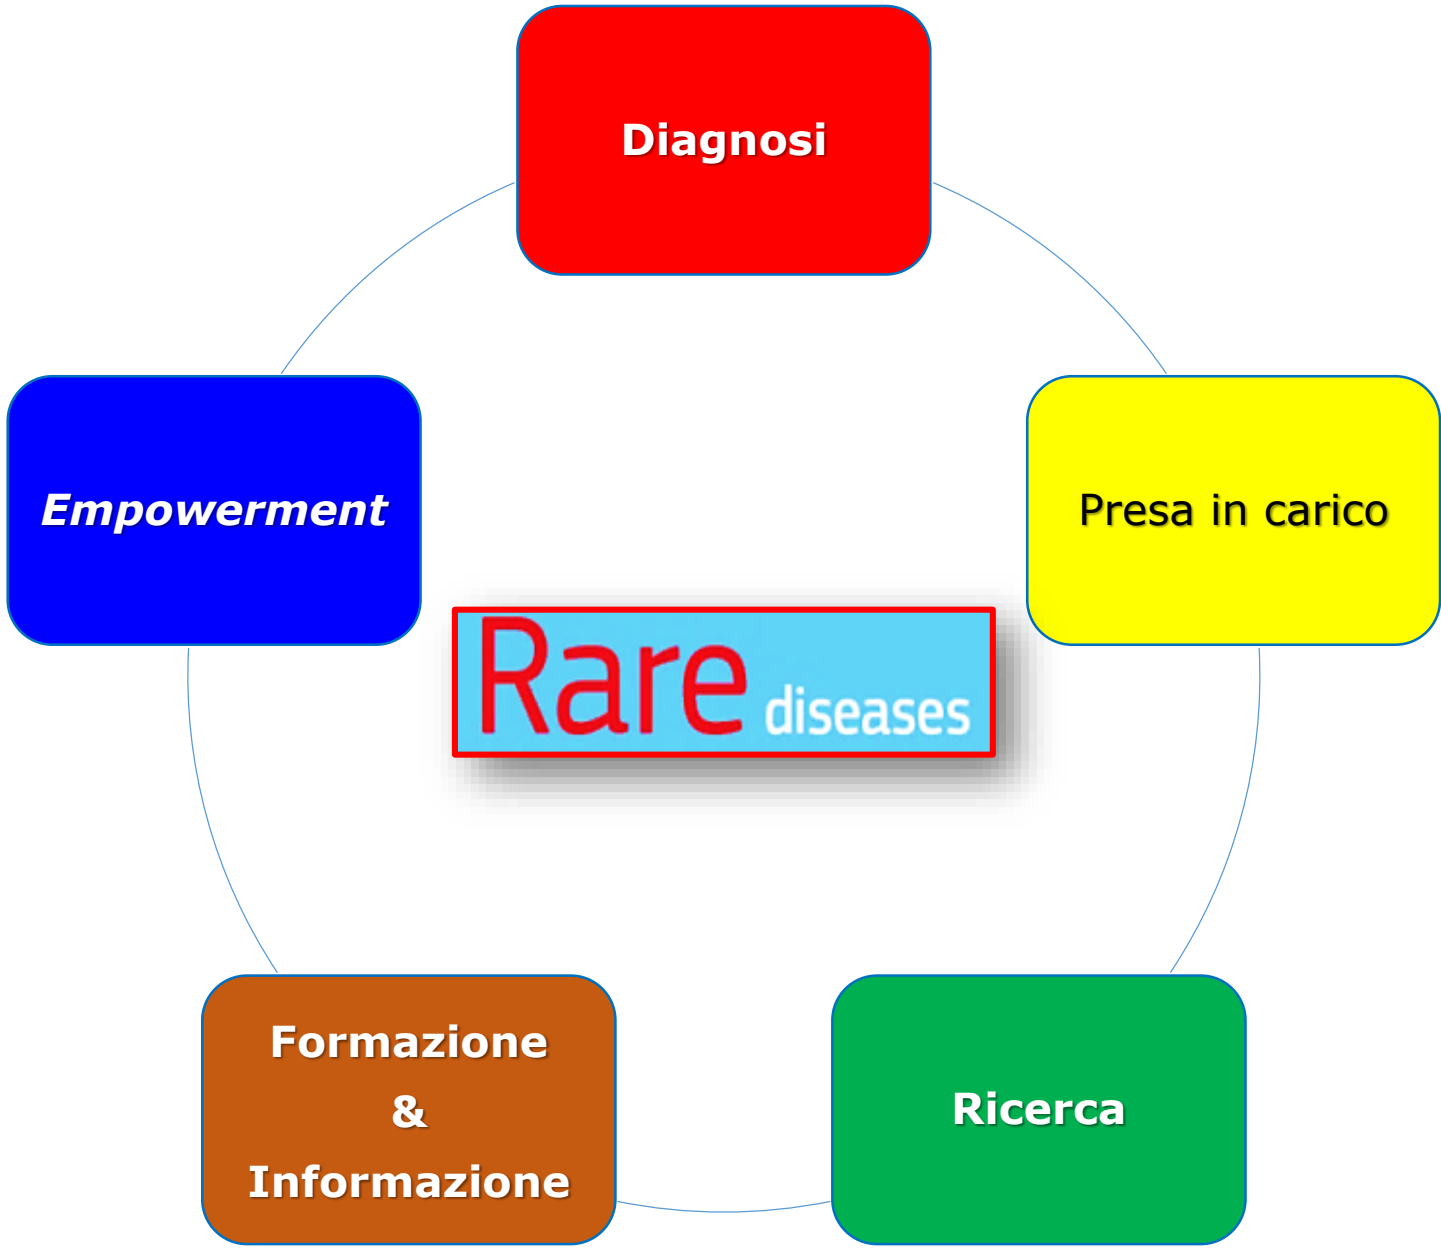 Diagnosi
Empowerment
Presa in carico
Rare diseases
Formazione
&
Informazione
Ricerca